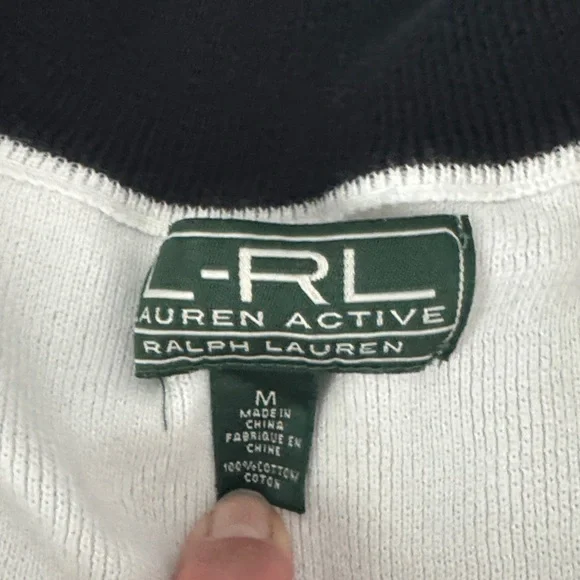 L-RL
LAUREN ACTIVE
RALPH LAUREN
M
MADE IN
CHINA
FABRIQUE EN
CHINE
100% COTTON/
COTON